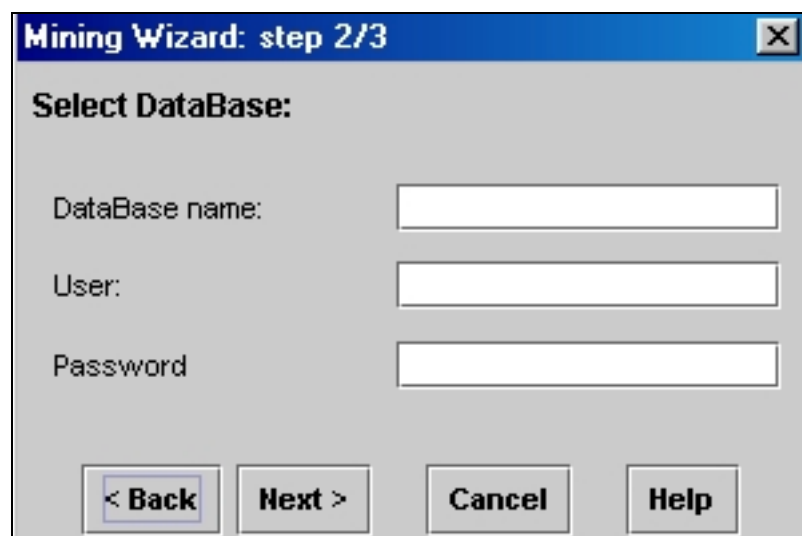 Mining Wizard: step 2/3
Select DataBase:
DataBase name:
User:
Password
< Back Next > Cancel Help